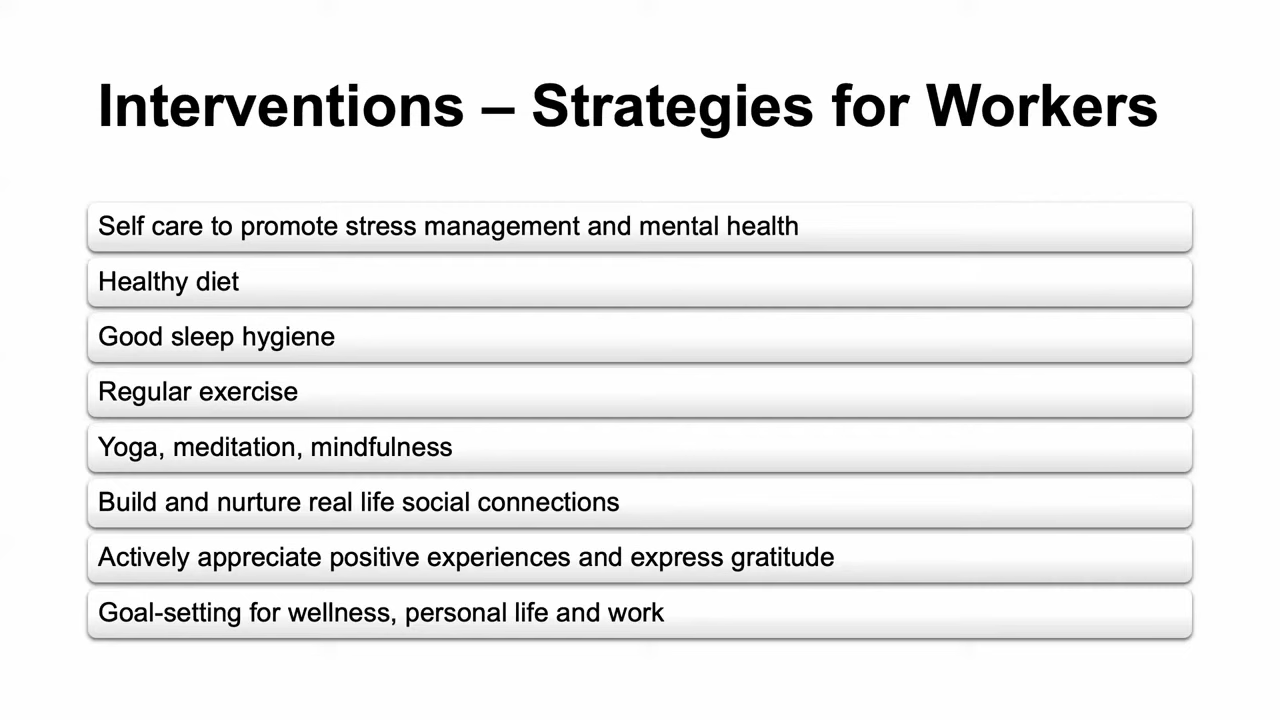 Interventions – Strategies for Workers
Self care to promote stress management and mental health
Healthy diet
Good sleep hygiene
Regular exercise
Yoga, meditation, mindfulness
Build and nurture real life social connections
Actively appreciate positive experiences and express gratitude
Goal-setting for wellness, personal life and work